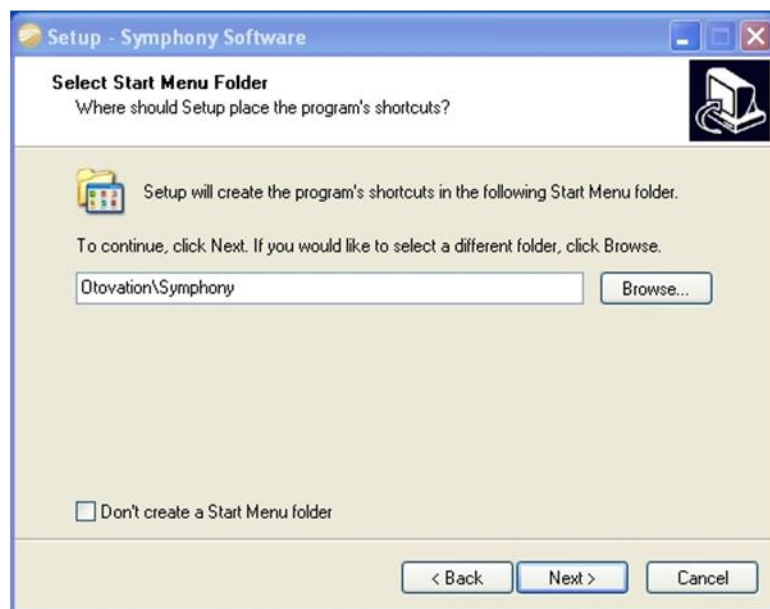 Setup - Symphony Software
Select Start Menu Folder
Where should Setup place the program's shortcuts?
Setup will create the program's shortcuts in the following Start Menu folder.
To continue, click Next. If you would like to select a different folder, click Browse.
Otovation\Symphony
Browse...
Don't create a Start Menu folder
< Back
Next >
Cancel